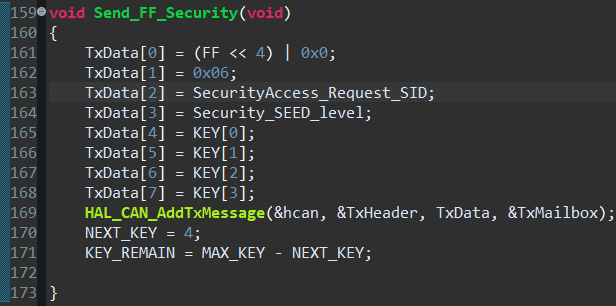 159 void Send_FF_Security(void)
160 {
161 TxData[0] = (FF << 4) | 0x0;
162 TxData[1] = 0x06;
163 TxData[2] = SecurityAccess_Request_SID;
164 TxData[3] = Security_SEED_level;
165 TxData[4] = KEY[0];
166 TxData[5] = KEY[1];
167 TxData[6] = KEY[2];
168 TxData[7] = KEY[3];
169 HAL_CAN_AddTxMessage(&hcan, &TxHeader, TxData, &TxMailbox);
170 NEXT_KEY = 4;
171 KEY_REMAIN = MAX_KEY - NEXT_KEY;
172
173 }